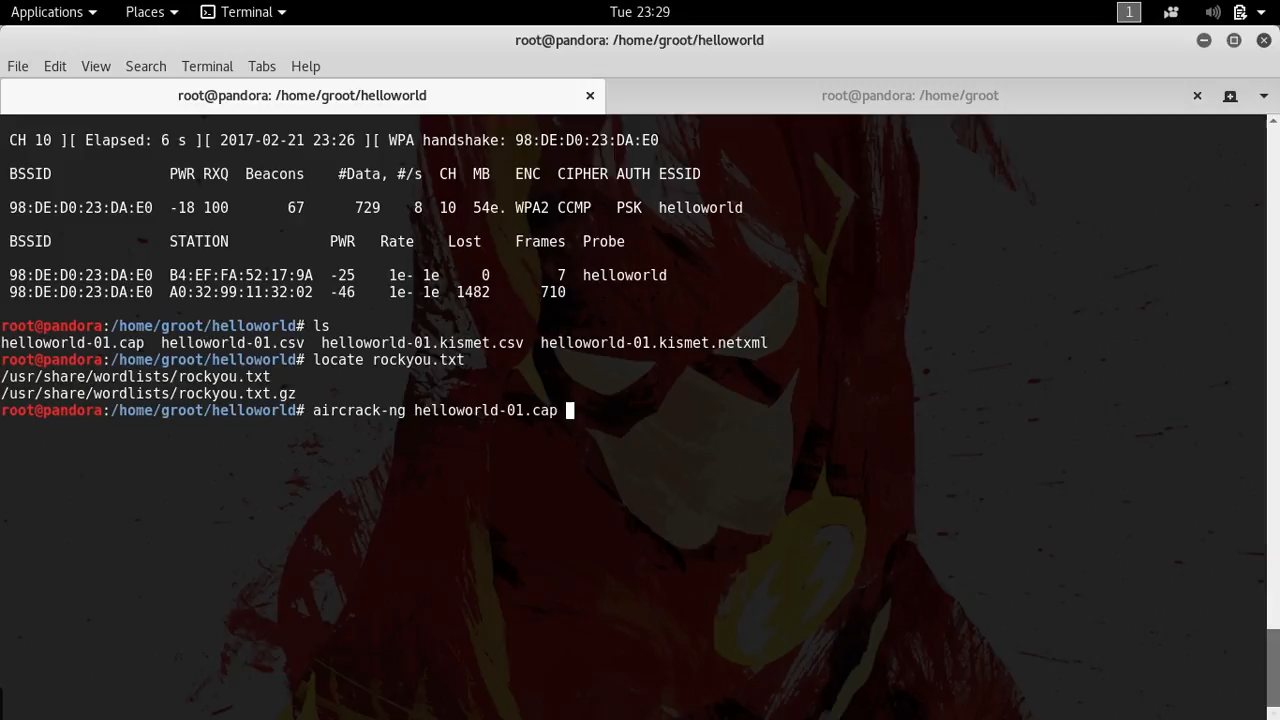 Applications Places Terminal Tue 23:29 1
root@pandora: /home/groot/helloworld
File Edit View Search Terminal Tabs Help
root@pandora: /home/groot/helloworld root@pandora: /home/groot
CH 10 ][ Elapsed: 6 s ][ 2017-02-21 23:26 ][ WPA handshake: 98:DE:D0:23:DA:E0
BSSID PWR RXQ Beacons #Data, #/s CH MB ENC CIPHER AUTH ESSID
98:DE:D0:23:DA:E0 -18 100 67 729 8 10 54e. WPA2 CCMP PSK helloworld
BSSID STATION PWR Rate Lost Frames Probe
98:DE:D0:23:DA:E0 B4:EF:FA:52:17:9A -25 1e- 1e 0 7 helloworld
98:DE:D0:23:DA:E0 A0:32:99:11:32:02 -46 1e- 1e 1482 710
root@pandora:/home/groot/helloworld# ls
helloworld-01.cap helloworld-01.csv helloworld-01.kismet.csv helloworld-01.kismet.netxml
root@pandora:/home/groot/helloworld# locate rockyou.txt
/usr/share/wordlists/rockyou.txt
/usr/share/wordlists/rockyou.txt.gz
root@pandora:/home/groot/helloworld# aircrack-ng helloworld-01.cap